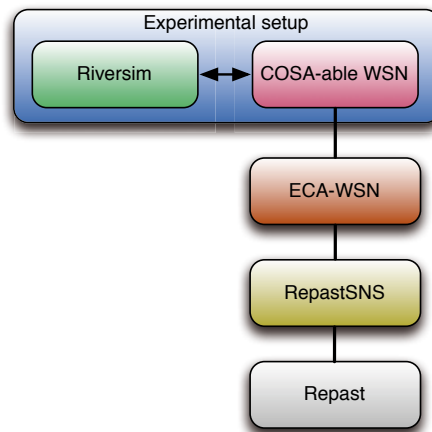 Experimental setup
Riversim
COSA-able WSN
ECA-WSN
RepastSNS
Repast